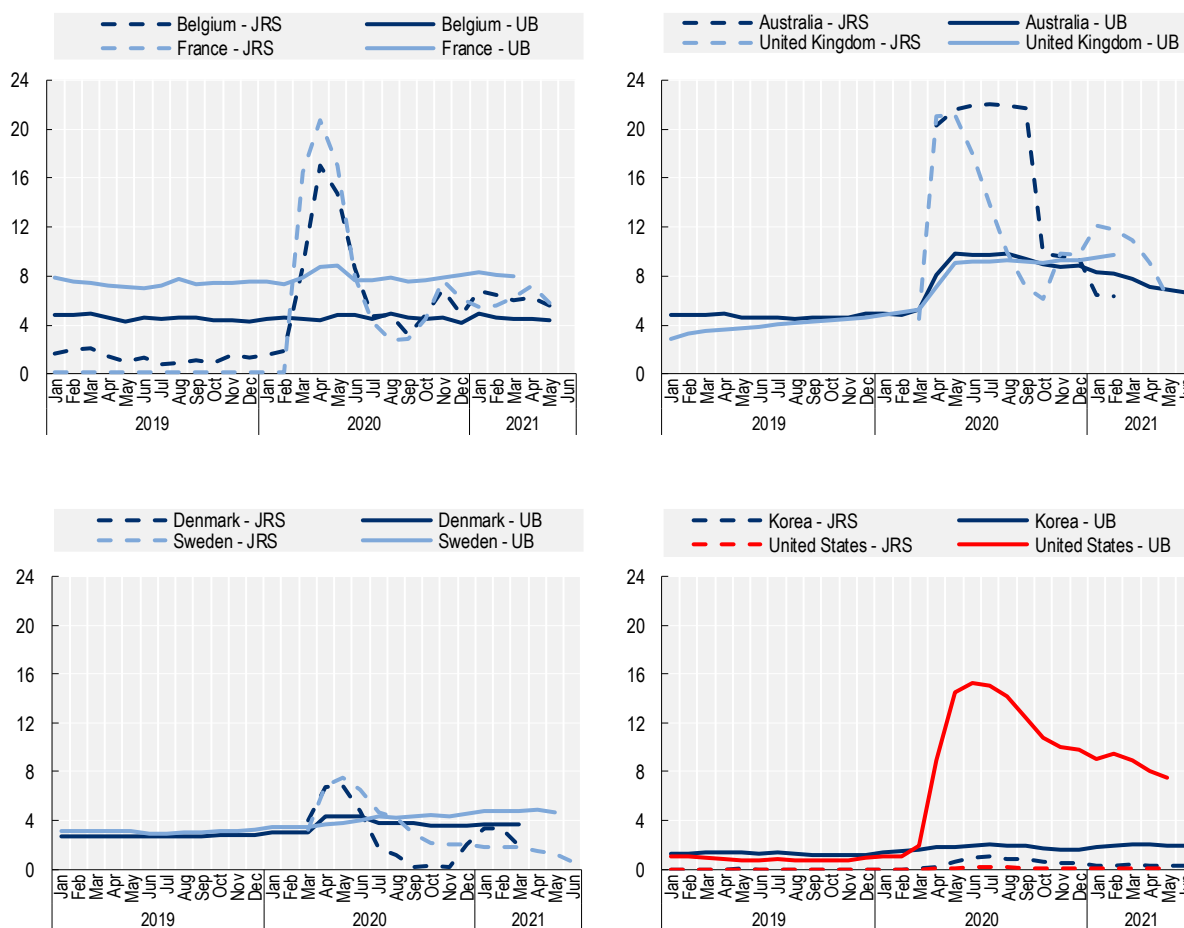 Belgium - JRS Belgium - UB
France - JRS France - UB
24
20
16
12
8
4
0
Jan Feb Mar Apr May Jun Jul Aug Sep Oct Nov Dec Jan Feb Mar Apr May Jun Jul Aug Sep Oct Nov Dec Jan Feb Mar Apr May Jun
2019 2020 2021
Australia - JRS Australia - UB
United Kingdom - JRS United Kingdom - UB
24
20
16
12
8
4
0
Jan Feb Mar Apr May Jun Jul Aug Sep Oct Nov Dec Jan Feb Mar Apr May Jun Jul Aug Sep Oct Nov Dec Jan Feb Mar Apr May
2019 2020 2021
Denmark - JRS Denmark - UB
Sweden - JRS Sweden - UB
24
20
16
12
8
4
0
Jan Feb Mar Apr May Jun Jul Aug Sep Oct Nov Dec Jan Feb Mar Apr May Jun Jul Aug Sep Oct Nov Dec Jan Feb Mar Apr May Jun
2019 2020 2021
Korea - JRS Korea - UB
United States - JRS United States - UB
24
20
16
12
8
4
0
Jan Feb Mar Apr May Jun Jul Aug Sep Oct Nov Dec Jan Feb Mar Apr May Jun Jul Aug Sep Oct Nov Dec Jan Feb Mar Apr May
2019 2020 2021